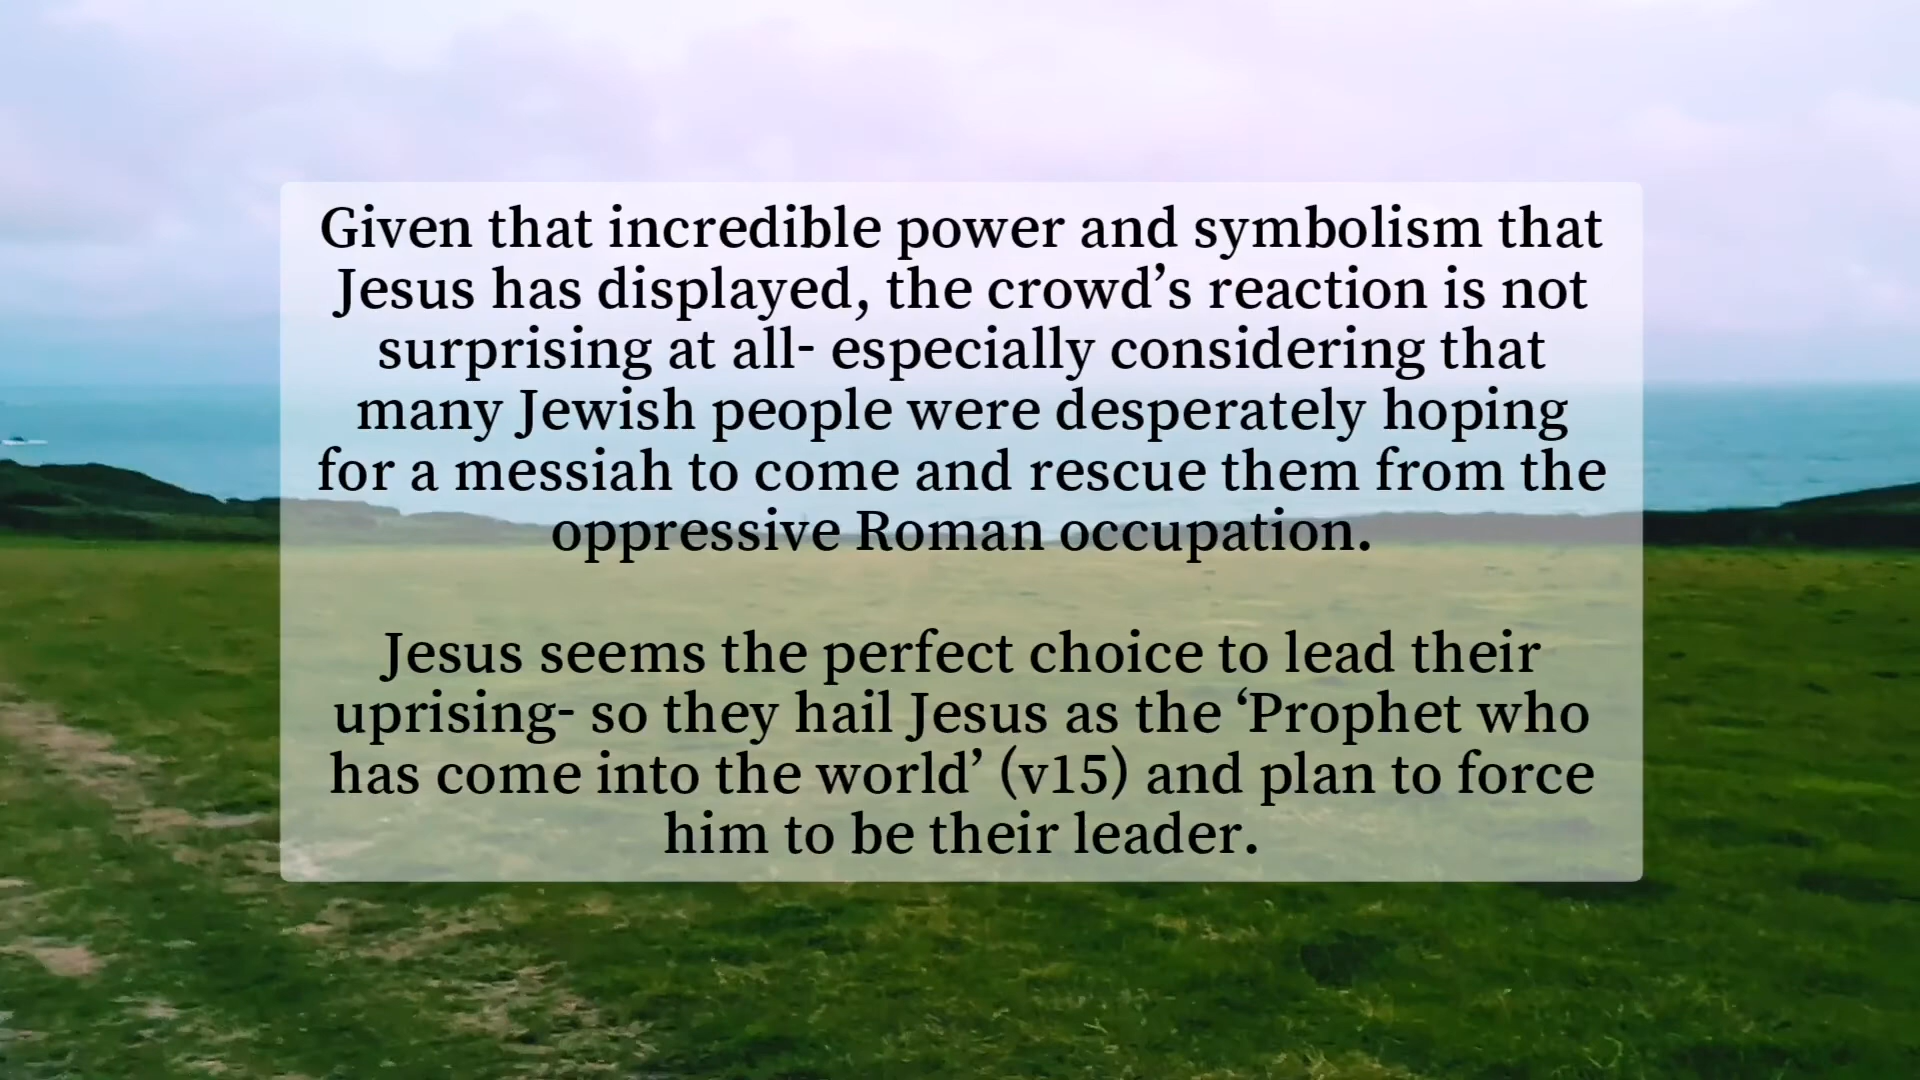 Given that incredible power and symbolism that
Jesus has displayed, the crowd’s reaction is not
surprising at all- especially considering that
many Jewish people were desperately hoping
for a messiah to come and rescue them from the
oppressive Roman occupation.
Jesus seems the perfect choice to lead their
uprising- so they hail Jesus as the ‘Prophet who
has come into the world’ (v15) and plan to force
him to be their leader.